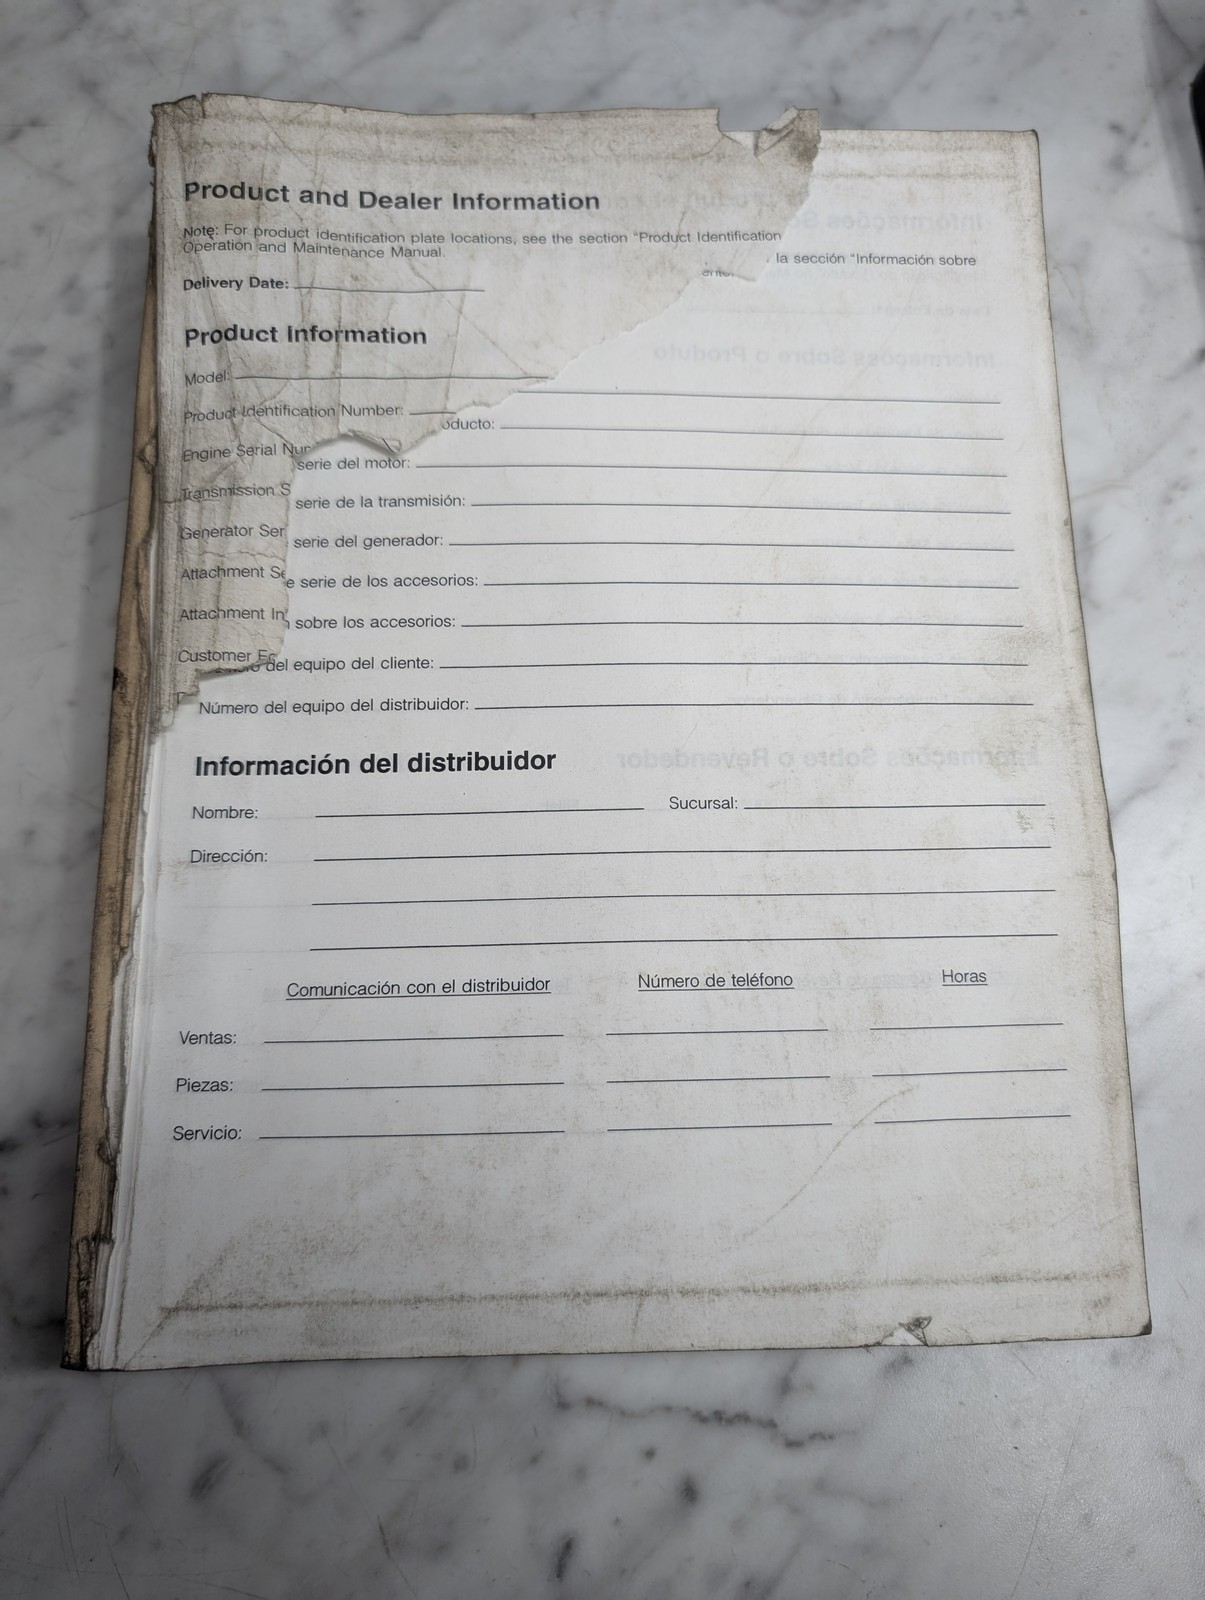 Product and Dealer Information
Note: For product identification plate locations, see the section "Product Identification
Operation and Maintenance Manual.
la sección "Información sobre
Delivery Date:
Product Information
Model:
Product Identification Number:
oducto:
Engine Serial Nu
serie del motor:
Transmission S
serie de la transmisión:
Generator Ser
serie del generador:
Attachment Se
e serie de los accesorios:
Attachment In
sobre los accesorios:
Customer E
del equipo del cliente:
Número del equipo del distribuidor:
Información del distribuidor
Nombre: Sucursal:
Dirección:
Comunicación con el distribuidor Número de teléfono Horas
Ventas:
Piezas:
Servicio: